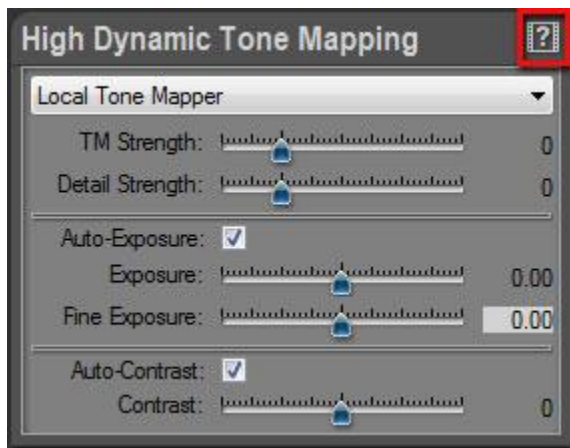 High Dynamic Tone Mapping ?
Local Tone Mapper
TM Strength: 0
Detail Strength: 0
Auto-Exposure:
Exposure: 0.00
Fine Exposure: 0.00
Auto-Contrast:
Contrast: 0